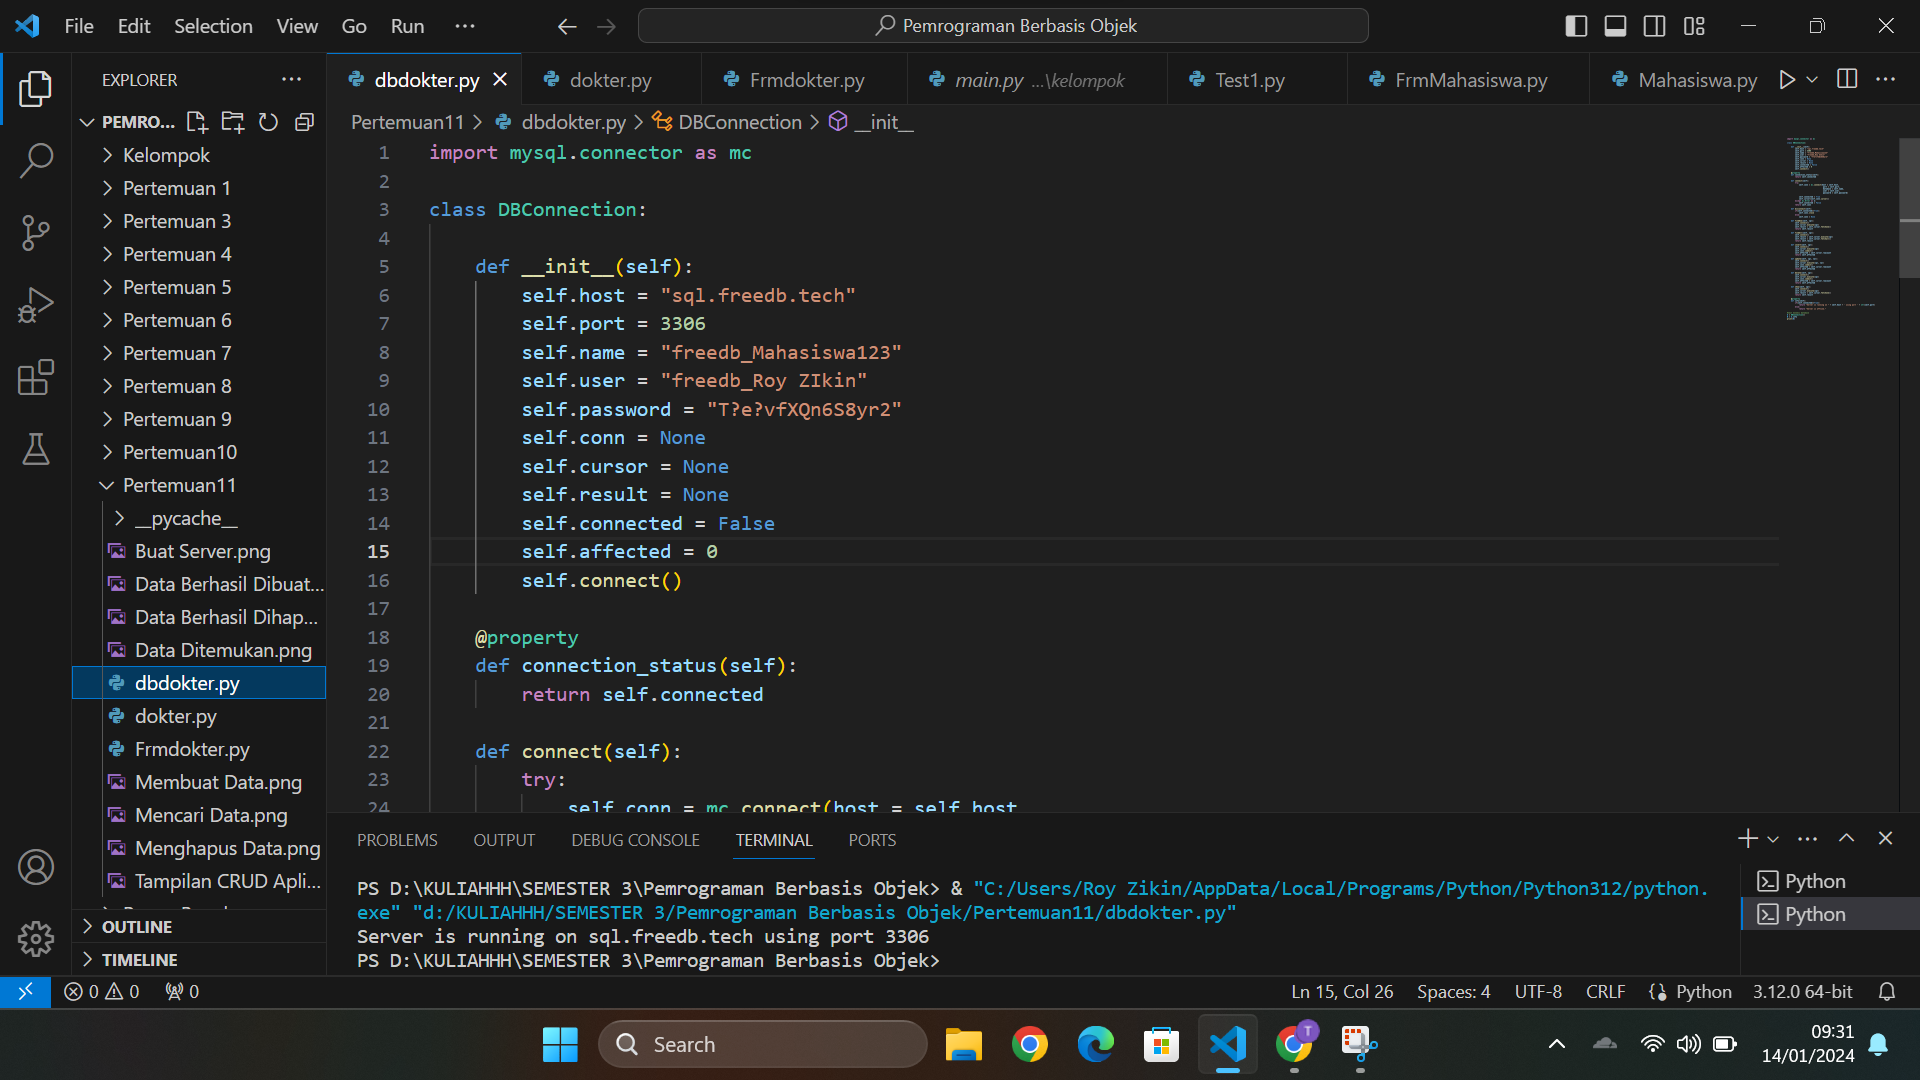 File Edit Selection View Go Run ···
Pemrograman Berbasis Objek
EXPLORER
PEMRO...
Kelompok
Pertemuan 1
Pertemuan 3
Pertemuan 4
Pertemuan 5
Pertemuan 6
Pertemuan 7
Pertemuan 8
Pertemuan 9
Pertemuan10
Pertemuan11
__pycache__
Buat Server.png
Data Berhasil Dibuat...
Data Berhasil Dihap...
Data Ditemukan.png
dbdokter.py
dokter.py
Frmdokter.py
Membuat Data.png
Mencari Data.png
Menghapus Data.png
Tampilan CRUD Apli...
OUTLINE
TIMELINE
dbdokter.py dokter.py Frmdokter.py main.py ...\kelompok Test1.py FrmMahasiswa.py Mahasiswa.py
Pertemuan11 > dbdokter.py > DBConnection > __init__
1 import mysql.connector as mc
2
3 class DBConnection:
4
5 def __init__(self):
6 self.host = "sql.freedb.tech"
7 self.port = 3306
8 self.name = "freedb_Mahasiswa123"
9 self.user = "freedb_Roy ZIkin"
10 self.password = "T?e?vfXQn6S8yr2"
11 self.conn = None
12 self.cursor = None
13 self.result = None
14 self.connected = False
15 self.affected = 0
16 self.connect()
17
18 @property
19 def connection_status(self):
20 return self.connected
21
22 def connect(self):
23 try:
24 self.conn = mc.connect(host = self.host
PROBLEMS OUTPUT DEBUG CONSOLE TERMINAL PORTS
PS D:\KULIAHHH\SEMESTER 3\Pemrograman Berbasis Objek> & "C:/Users/Roy Zikin/AppData/Local/Programs/Python/Python312/python.
exe" "d:/KULIAHHH/SEMESTER 3/Pemrograman Berbasis Objek/Pertemuan11/dbdokter.py"
Server is running on sql.freedb.tech using port 3306
PS D:\KULIAHHH\SEMESTER 3\Pemrograman Berbasis Objek>
Python
Python
0 0 0
Ln 15, Col 26 Spaces: 4 UTF-8 CRLF Python 3.12.0 64-bit
Search
T
09:31
14/01/2024